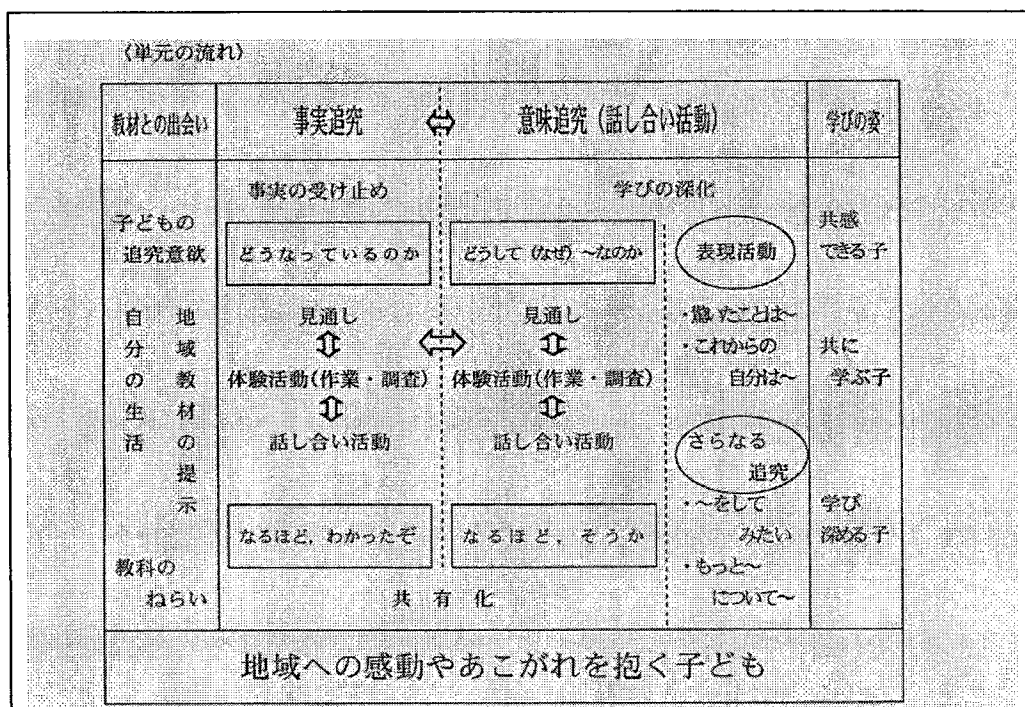 〈単元の流れ〉
教材との出会い
事実追究
⇔
意味追究（話し合い活動）
学びの姿
子どもの
追究意欲
地域の教材の提示
自分の生活
教科の
ねらい
事実の受け止め
どうなっているのか
見通し
⇕
体験活動(作業・調査)
⇕
話し合い活動
なるほど，わかったぞ
⇔
学びの深化
どうして（なぜ）～なのか
見通し
⇕
体験活動(作業・調査)
⇕
話し合い活動
なるほど，そうか
共有化
表現活動
・驚いたことは～
・これからの
自分は～
さらなる
追究
・～をして
みたい
・もっと～
について～
共感
できる子
共に
学ぶ子
学び
深める子
地域への感動やあこがれを抱く子ども